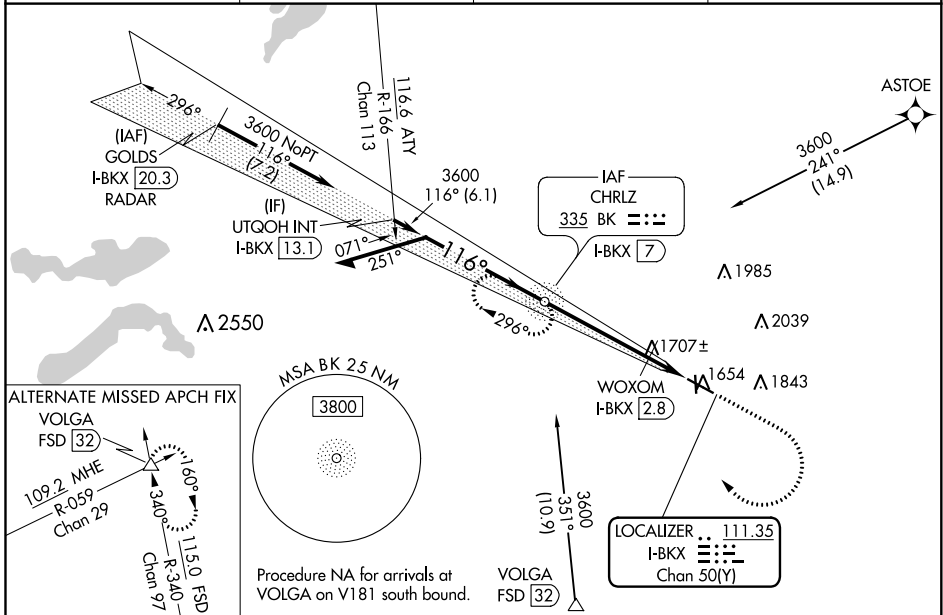 296°
(IAF)
GOLDS
I-BKX 20.3
RADAR
3600 NoPT
116°
(7.2)
116.6 ATY
R-166
Chan 113
(IF)
UTQOH INT
I-BKX 13.1
3600
116° (6.1)
071°
251°
116°
296°
IAF
CHRLZ
335 BK
I-BKX 7
ASTOE
3600
241°
(14.9)
1985
2039
1843
2550
1707±
1654
WOXOM
I-BKX 2.8
MSA BK 25 NM
3800
ALTERNATE MISSED APCH FIX
VOLGA
FSD 32
109.2 MHE
R-059
Chan 29
160°
340°
115.0 FSD
R-340
Chan 97
Procedure NA for arrivals at
VOLGA on V181 south bound.
3600
351°
(10.9)
VOLGA
FSD 32
LOCALIZER 111.35
I-BKX
Chan 50(Y)